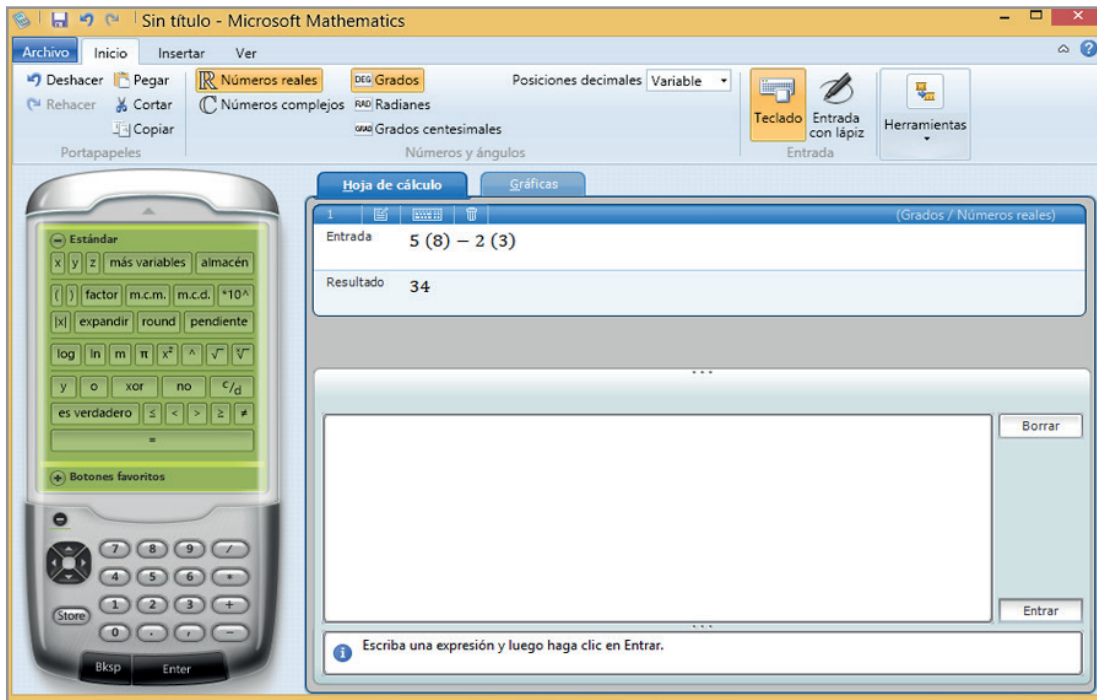 Sin título - Microsoft Mathematics
Archivo Inicio Insertar Ver
Deshacer Pegar
Rehacer Cortar
Copiar
Portapapeles
Números reales
Números complejos
DEG Grados
RAD Radianes
GRAD Grados centesimales
Posiciones decimales Variable
Números y ángulos
Teclado
Entrada con lápiz
Entrada
Herramientas
Estándar
x y z más variables almacén
( ) factor m.c.m. m.c.d. *10^
|x| expandir round pendiente
log ln m π x² ^ √
y o xor no c/d
es verdadero ≤ < > ≥ ≠
=
Botones favoritos
7 8 9 /
4 5 6 *
Store
1 2 3 +
0 . , −
Bksp Enter
Hoja de cálculo Gráficas
1 (Grados / Números reales)
Entrada 5 (8) − 2 (3)
Resultado 34
Borrar
Entrar
Escriba una expresión y luego haga clic en Entrar.